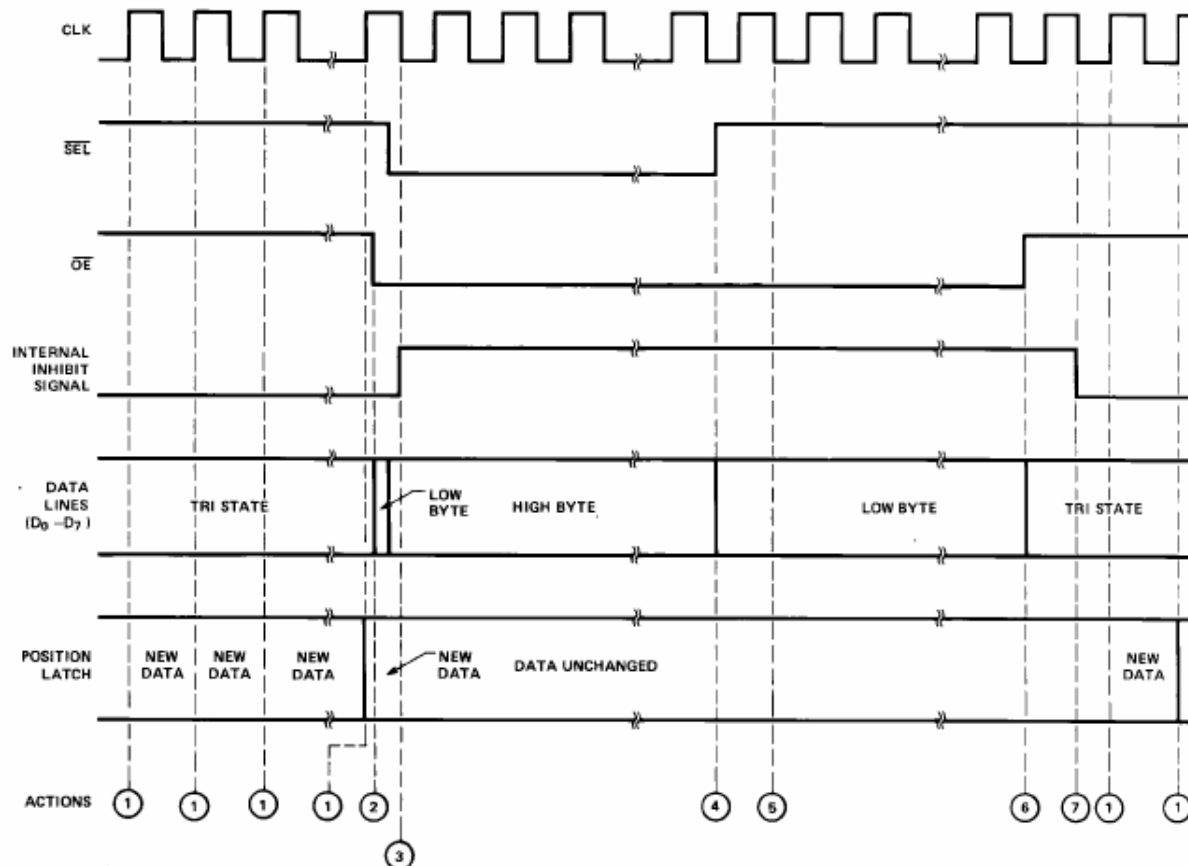 CLK
SEL
OE
INTERNAL
INHIBIT
SIGNAL
DATA
LINES
(D0 –D7)
TRI STATE
LOW
BYTE
HIGH BYTE
LOW BYTE
TRI STATE
POSITION
LATCH
NEW
DATA
NEW
DATA
NEW
DATA
NEW
DATA
DATA UNCHANGED
NEW
DATA
ACTIONS
1
1
1
1
2
3
4
5
6
7
1
1